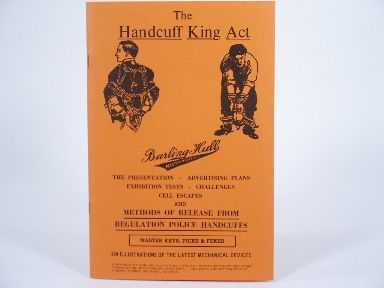 The
Handcuff King Act
Burling Hull
THE PRESENTATION - ADVERTISING PLANS
EXHIBITION TESTS - CHALLENGES
CELL ESCAPES
AND
METHODS OF RELEASE FROM
REGULATION POLICE HANDCUFFS
MASTER KEYS, PICKS & FEKES
ILLUSTRATIONS OF THE LATEST MECHANICAL DEVICES